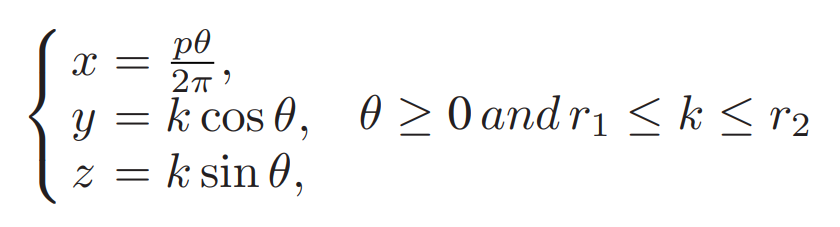 x = pθ/2π,
y = k cos θ, θ ≥ 0 and r₁ ≤ k ≤ r₂
z = k sin θ,